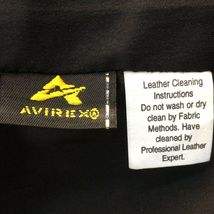 AVIREX
Leather Cleaning
Instructions
Do not wash or dry
clean by Fabric
Methods. Have
cleaned by
Professional Leather
Expert.